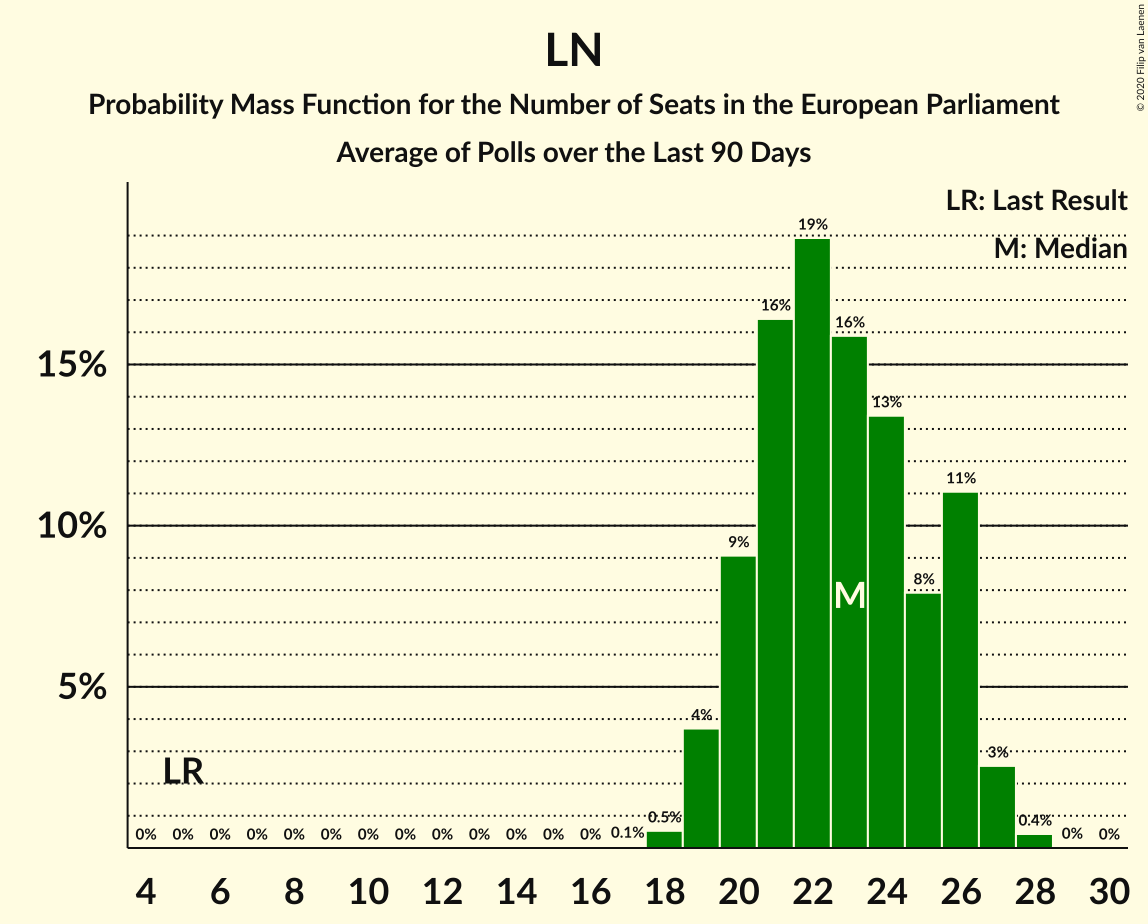 © 2020 Filip van Laenen
LN
Probability Mass Function for the Number of Seats in the European Parliament
Average of Polls over the Last 90 Days
LR: Last Result
M: Median
15%
10%
5%
0% 0% 0% 0% 0% 0% 0% 0% 0% 0% 0% 0% 0% 0.1% 0.5% 4% 9% 16% 19% 16% 13% 8% 11% 3% 0.4% 0% 0%
LR
M
4 6 8 10 12 14 16 18 20 22 24 26 28 30